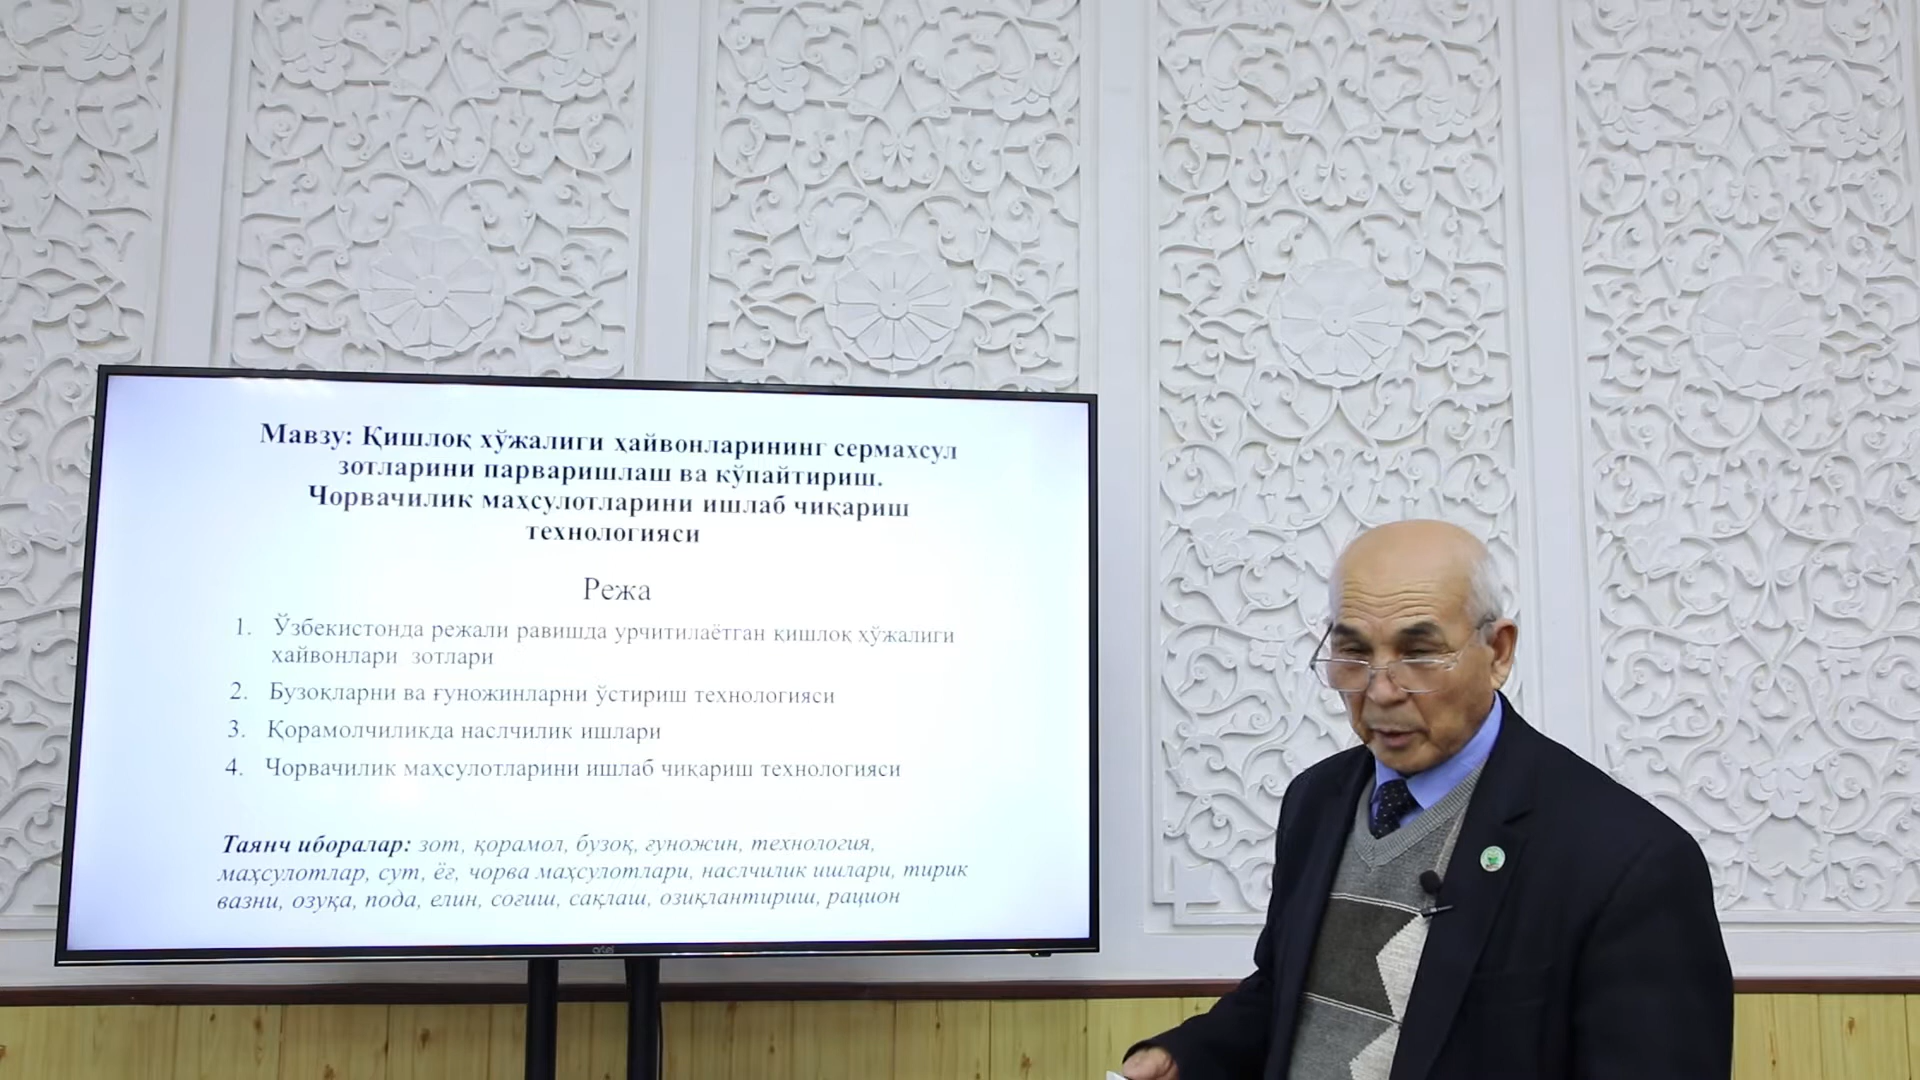 Мавзу: Қишлоқ хўжалиги ҳайвонларининг сермахсул
зотларини парваришлаш ва кўпайтириш.
Чорвачилик маҳсулотларини ишлаб чиқариш
технологияси
Режа
1. Ўзбекистонда режали равишда урчитилаётган қишлоқ хўжалиги
хайвонлари зотлари
2. Бузоқларни ва ғуножинларни ўстириш технологияси
3. Қорамолчиликда наслчилик ишлари
4. Чорвачилик маҳсулотларини ишлаб чиқариш технологияси
Таянч иборалар: зот, қорамол, бузоқ, ғуножин, технология,
маҳсулотлар, сут, ёғ, чорва маҳсулотлари, наслчилик ишлари, тирик
вазни, озуқа, пода, елин, соғиш, сақлаш, озиқлантириш, рацион
artel